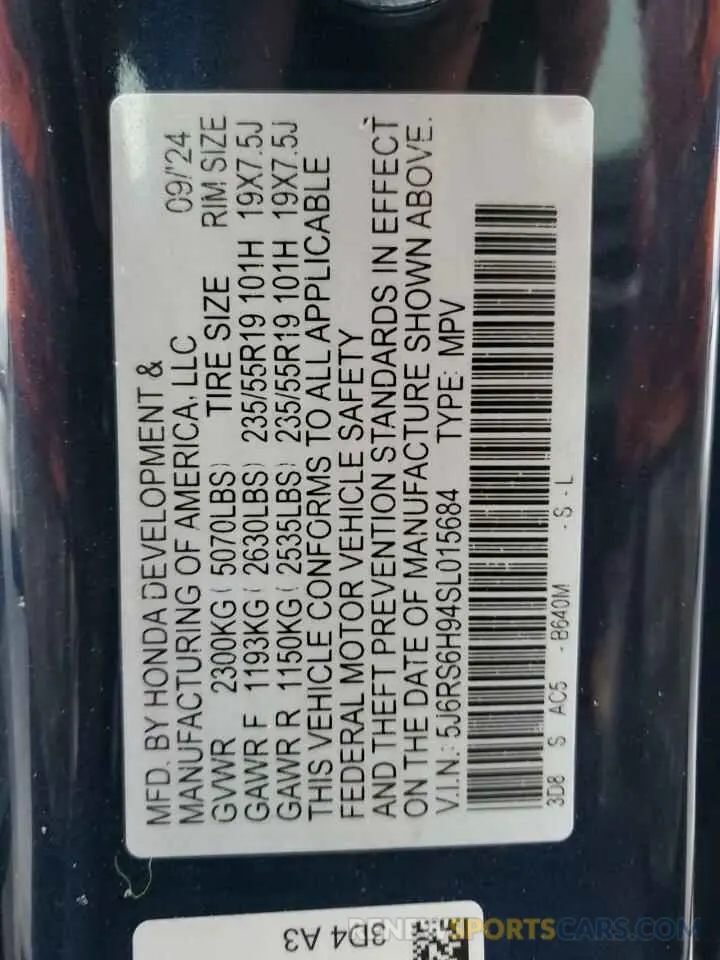 MFD. BY HONDA DEVELOPMENT &
MANUFACTURING OF AMERICA, LLC 09/'24
GVWR 2300KG ( 5070LBS) TIRE SIZE RIM SIZE
GAWR F 1193KG ( 2630LBS) 235/55R19 101H 19X7.5J
GAWR R 1150KG ( 2535LBS) 235/55R19 101H 19X7.5J
THIS VEHICLE CONFORMS TO ALL APPLICABLE
FEDERAL MOTOR VEHICLE SAFETY
AND THEFT PREVENTION STANDARDS IN EFFECT
ON THE DATE OF MANUFACTURE SHOWN ABOVE.
V.I.N.: 5J6RS6H94SL015684 TYPE: MPV
3D8 S AC5 - B640M - S - L
3D4 A3
RENEWSPORTSCARS.COM